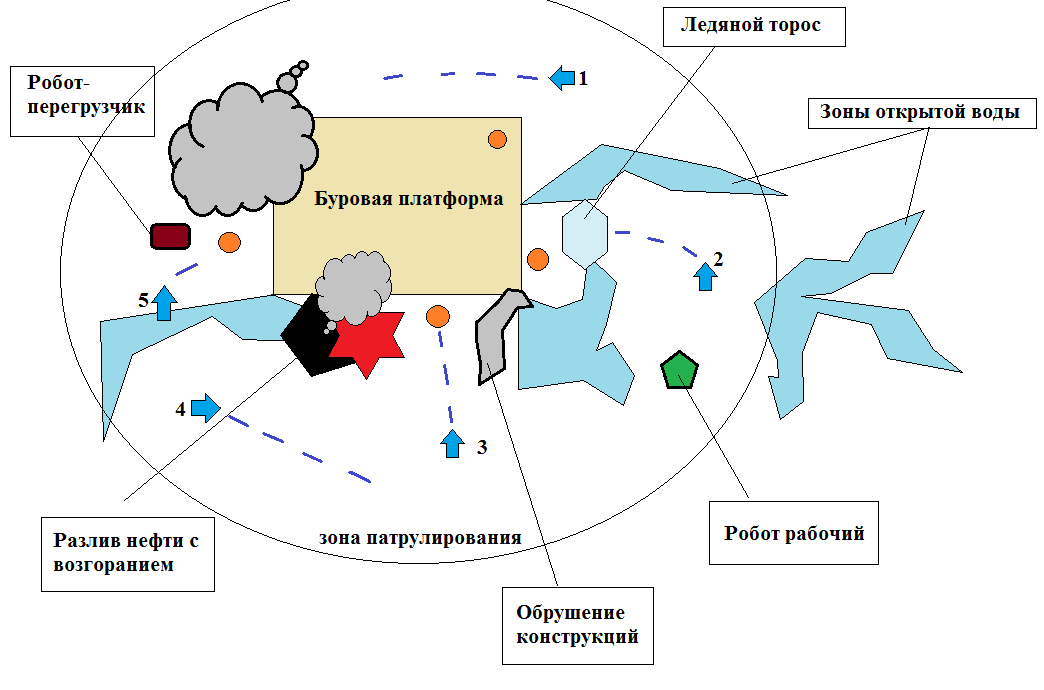 Ледяной торос
Робот-
перегрузчик
1
Зоны открытой воды
Буровая платформа
2
5
4
3
Разлив нефти с
возгоранием
зона патрулирования
Робот рабочий
Обрушение
конструкций